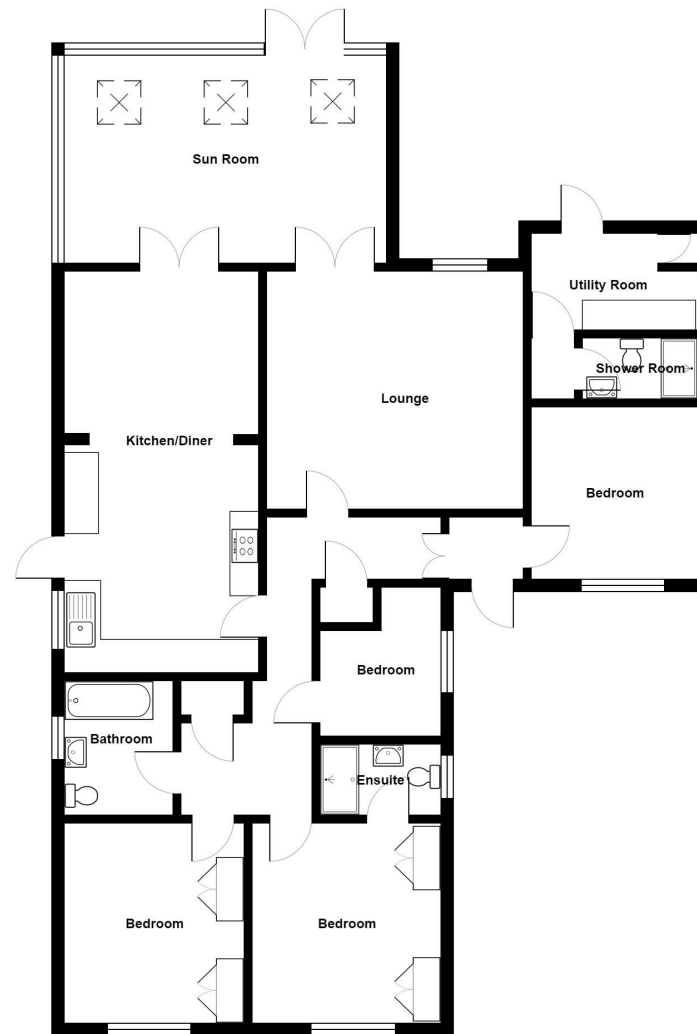 Sun Room
Utility Room
Shower Room
Lounge
Kitchen/Diner
Bedroom
Bedroom
Bathroom
Ensuite
Bedroom
Bedroom